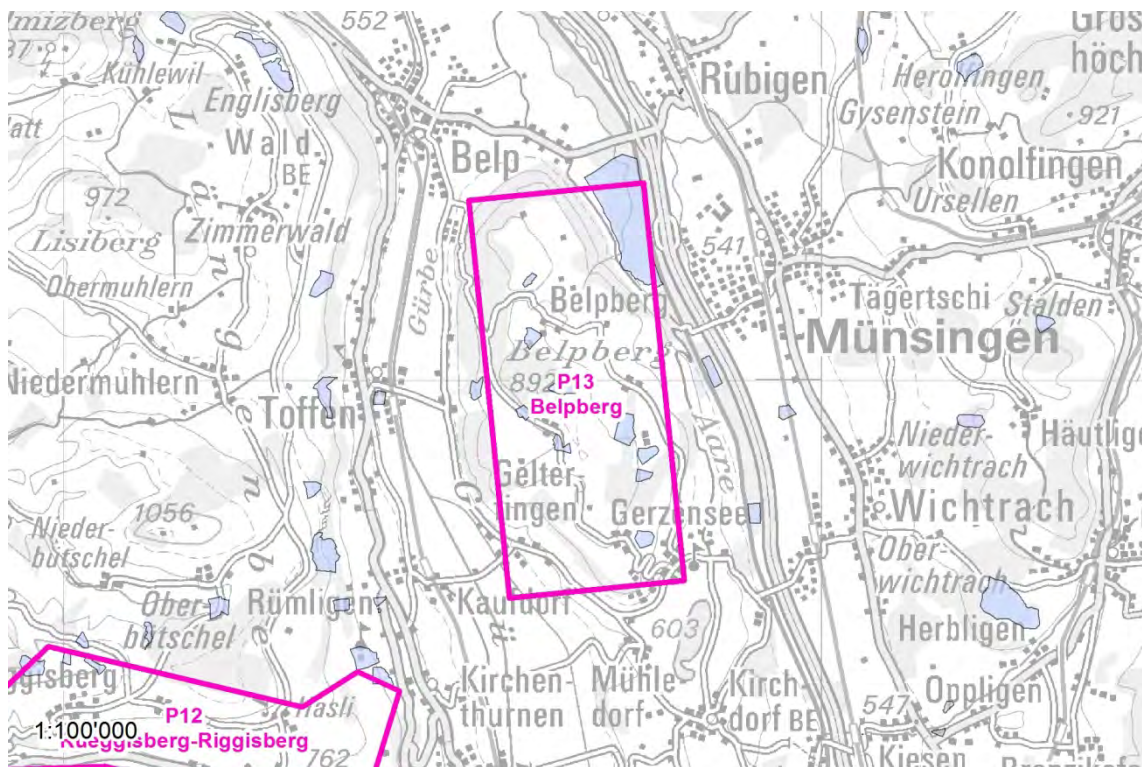 552
Gross
höch
Kühlewil
Rubigen
Herolfingen
Englisberg
Gysenstein
921
Wald
BE
Belp
Konolfingen
Ursellen
972
Lisiberg
Zimmerwald
541
Obermuhlern
Gürbe
Belpberg
Tägertschi
Stalden
Belpberg
Münsingen
Niedermuhlern
892
P13
Belpberg
Toffen
Aare
Nieder-
wichtrach
Häutlige
Gelter-
fingen
Gerzensee
Wichtrach
1056
Nieder-
bütschel
Ober-
wichtrach
Ober-
bütschel
Rümligen
Kaufdorf
603
Herbligen
ggisberg
Hasli
Kirchen-
thurnen
Mühle
dorf
Kirch-
dorf BE
Oppligen
547
P12
1:100'000
Rueggisberg-Riggisberg
762
Kiesen